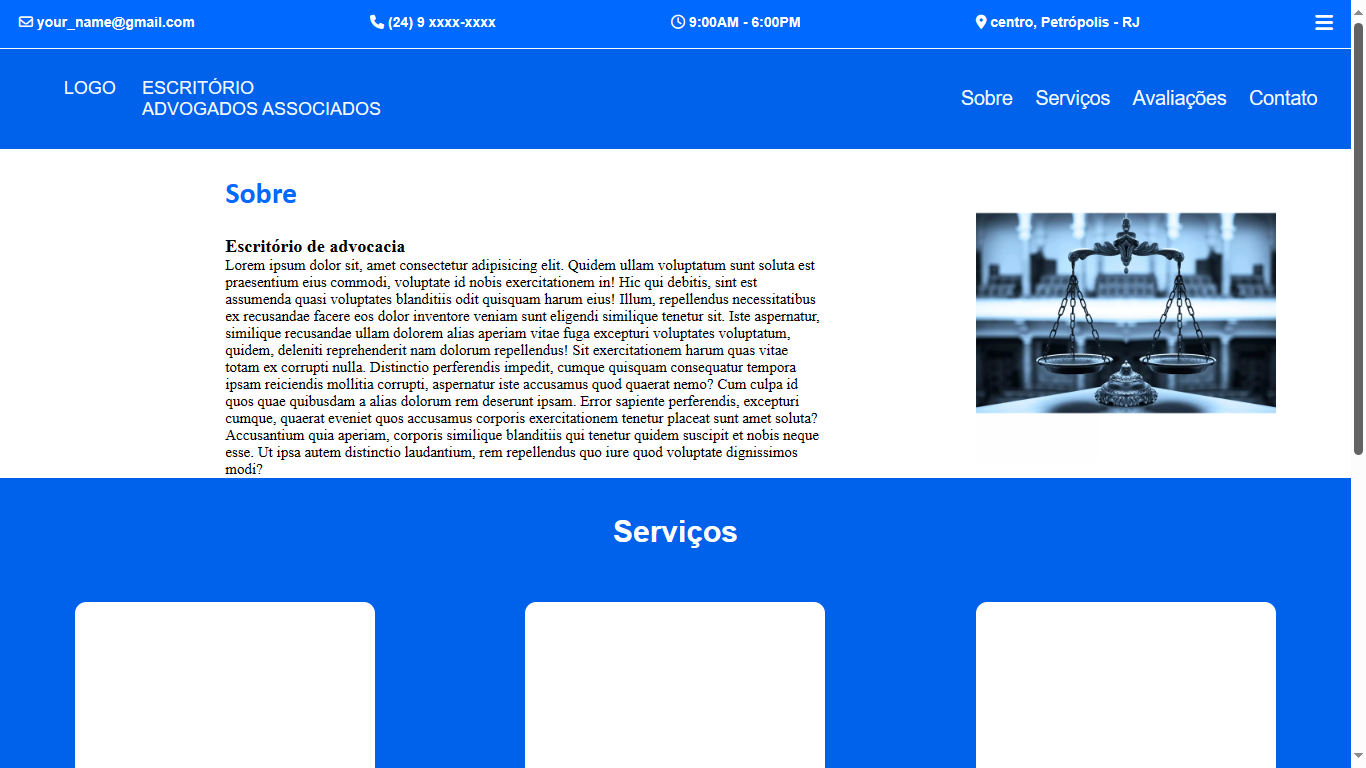 your_name@gmail.com
(24) 9 xxxx-xxxx
9:00AM - 6:00PM
centro, Petrópolis - RJ
LOGO
ESCRITÓRIO
ADVOGADOS ASSOCIADOS
Sobre
Serviços
Avaliações
Contato
Sobre
Escritório de advocacia
Lorem ipsum dolor sit, amet consectetur adipisicing elit. Quidem ullam voluptatum sunt soluta est
praesentium eius commodi, voluptate id nobis exercitationem in! Hic qui debitis, sint est
assumenda quasi voluptates blanditiis odit quisquam harum eius! Illum, repellendus necessitatibus
ex recusandae facere eos dolor inventore veniam sunt eligendi similique tenetur sit. Iste aspernatur,
similique recusandae ullam dolorem alias aperiam vitae fuga excepturi voluptates voluptatum,
quidem, deleniti reprehenderit nam dolorum repellendus! Sit exercitationem harum quas vitae
totam ex corrupti nulla. Distinctio perferendis impedit, cumque quisquam consequatur tempora
ipsam reiciendis mollitia corrupti, aspernatur iste accusamus quod quaerat nemo? Cum culpa id
quos quae quibusdam a alias dolorum rem deserunt ipsam. Error sapiente perferendis, excepturi
cumque, quaerat eveniet quos accusamus corporis exercitationem tenetur placeat sunt amet soluta?
Accusantium quia aperiam, corporis similique blanditiis qui tenetur quidem suscipit et nobis neque
esse. Ut ipsa autem distinctio laudantium, rem repellendus quo iure quod voluptate dignissimos
modi?
Serviços